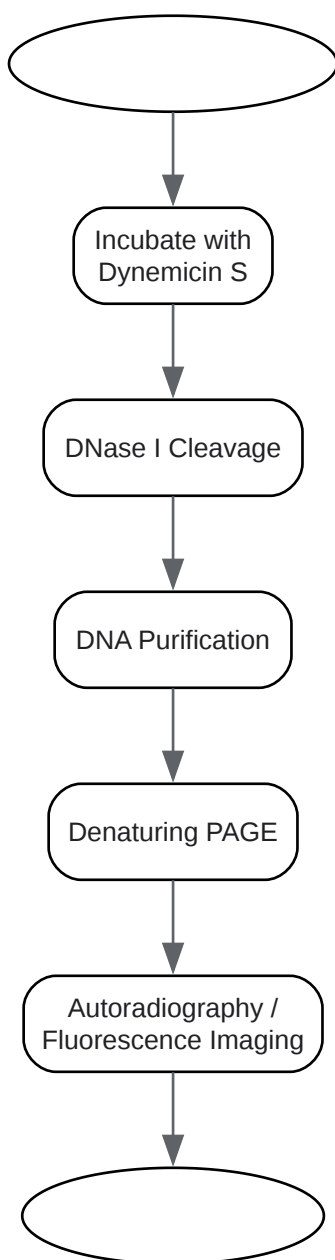 Incubate with
Dynemicin S
DNase I Cleavage
DNA Purification
Denaturing PAGE
Autoradiography /
Fluorescence Imaging